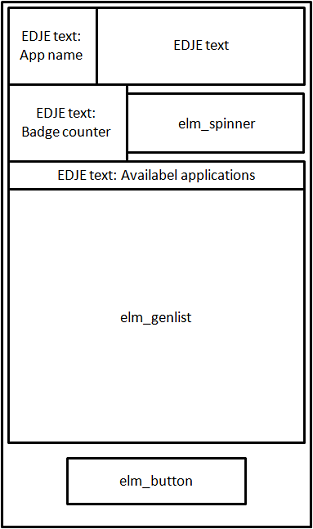 EDJE text:
App name
EDJE text
EDJE text:
Badge counter
elm_spinner
EDJE text: Availabel applications
elm_genlist
elm_button